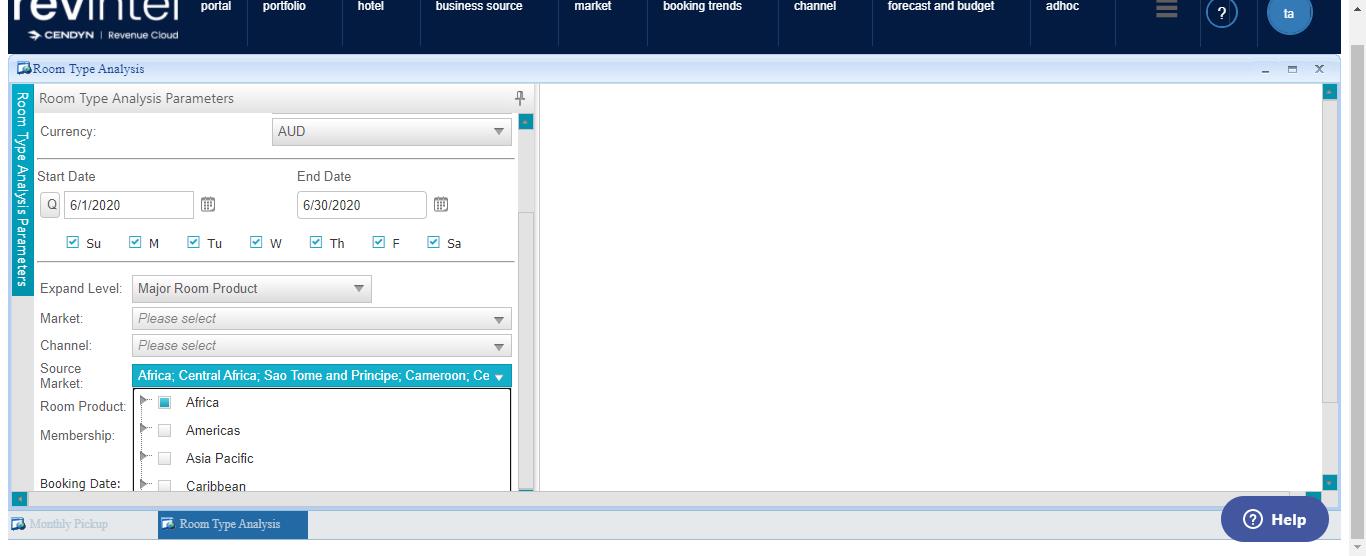 revintel
CENDYN | Revenue Cloud
portal portfolio hotel business source market booking trends channel forecast and budget adhoc ? ta
Room Type Analysis
Room Type Analysis Parameters
Room Type Analysis Parameters
Currency: AUD
Start Date End Date
Q 6/1/2020 6/30/2020
Su M Tu W Th F Sa
Expand Level: Major Room Product
Market: Please select
Channel: Please select
Source Market: Africa; Central Africa; Sao Tome and Principe; Cameroon; Ce
Africa
Room Product:
Americas
Membership:
Asia Pacific
Booking Date: Caribbean
Monthly Pickup Room Type Analysis
? Help